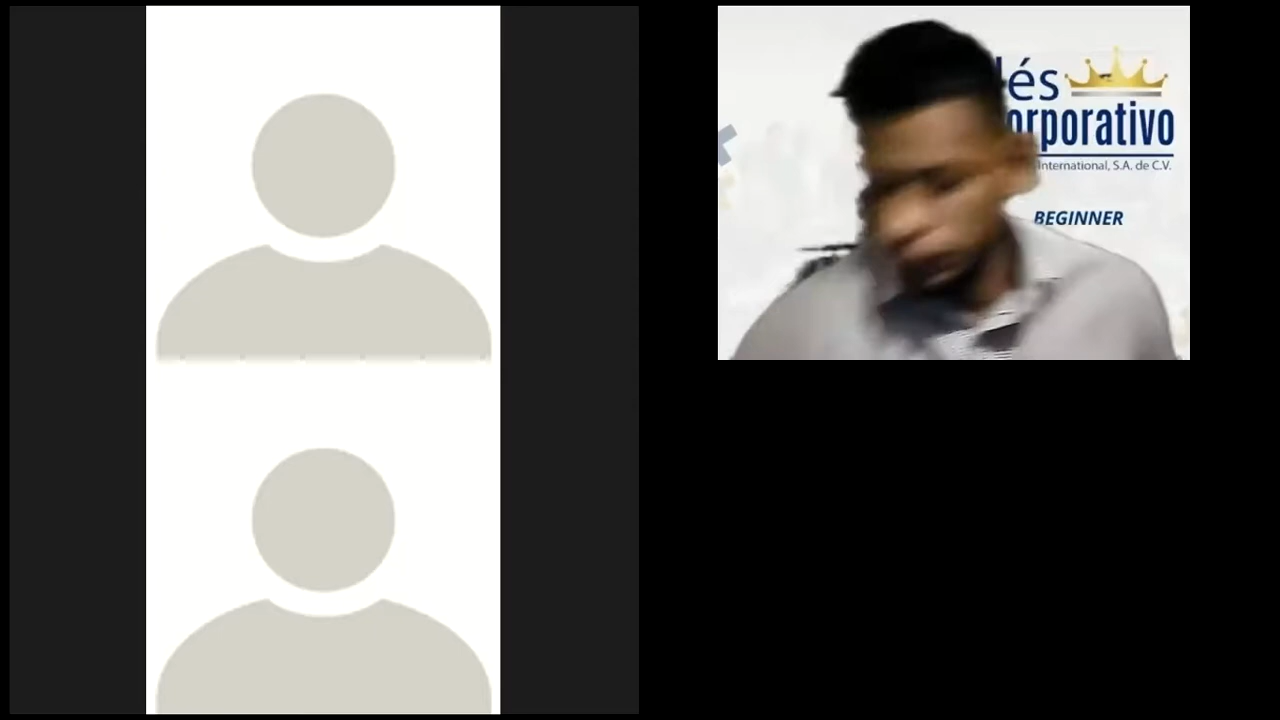 lés
orporativo
International, S.A. de C.V.
BEGINNER